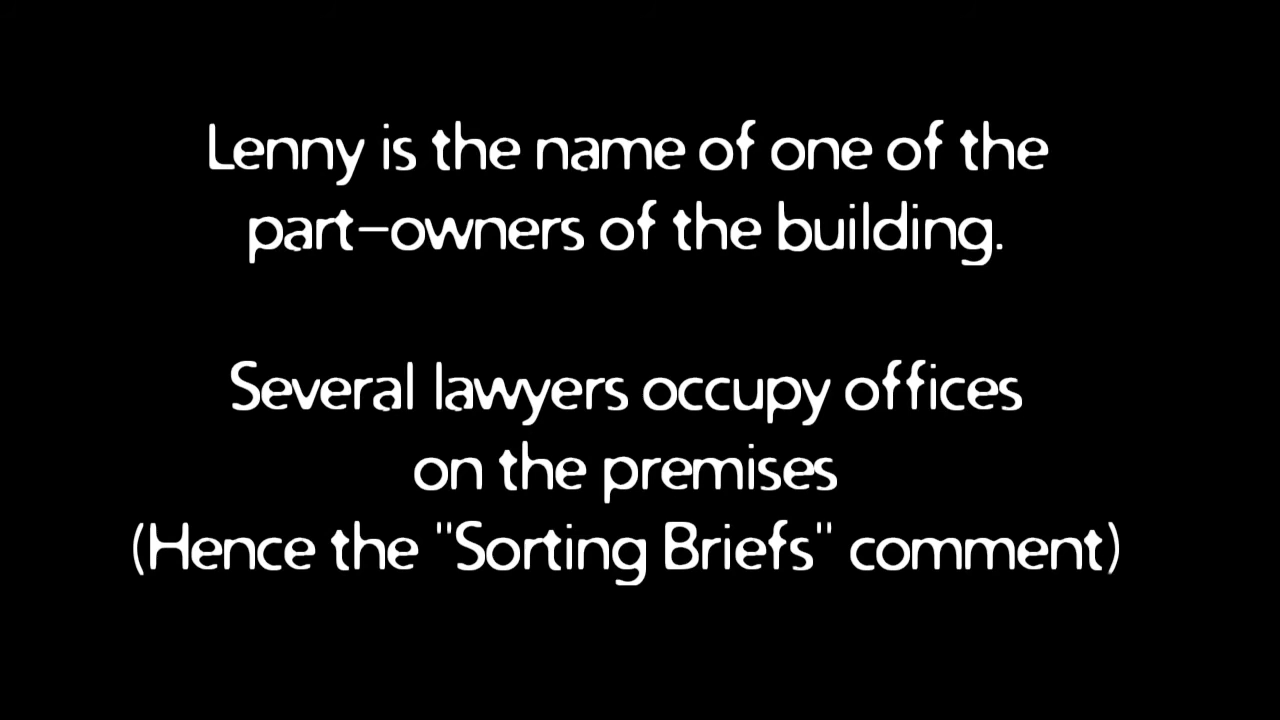 Lenny is the name of one of the
part-owners of the building.
Several lawyers occupy offices
on the premises
(Hence the "Sorting Briefs" comment)